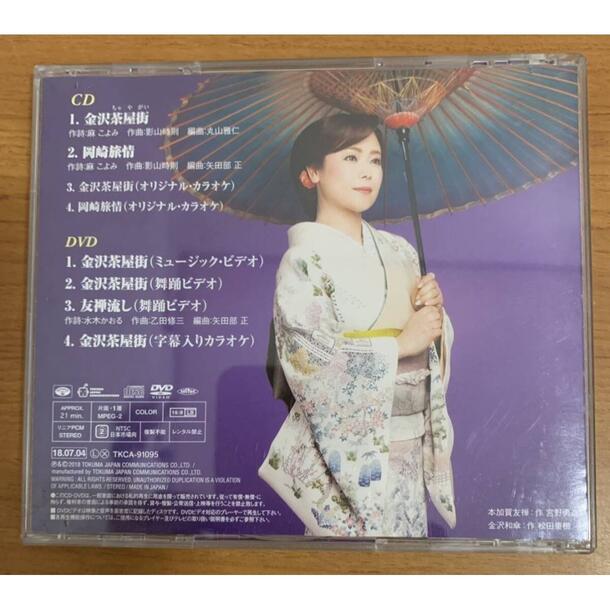 CD
ちゃやがい
1. 金沢茶屋街
作詩:麻 こよみ 作曲:影山時則 編曲:丸山雅仁
2. 岡崎旅情
作詩:麻 こよみ 作曲:影山時則 編曲:矢田部 正
3. 金沢茶屋街(オリジナル・カラオケ)
4. 岡崎旅情(オリジナル・カラオケ)
DVD
1. 金沢茶屋街(ミュージック・ビデオ)
2. 金沢茶屋街(舞踊ビデオ)
3. 友禅流し(舞踊ビデオ)
作詩:水木かおる 作曲:乙田修三 編曲:矢田部 正
4. 金沢茶屋街(字幕入りカラオケ)
DVD
VIDEO
APPROX. 21 min.
片面・1層 MPEG-2
COLOR
16:9 LB
リニアPCM STEREO
2 NTSC 日本市場向
複製不能
レンタル禁止
18.07.04 Ⓛ Ⓧ TKCA-91095
Ⓟ&© 2018 TOKUMA JAPAN COMMUNICATIONS CO.,LTD. /
manufactured by TOKUMA JAPAN COMMUNICATIONS CO.,LTD.
WARNING : ALL RIGHTS RESERVED. UNAUTHORIZED DUPLICATION IS A VIOLATION
OF APPLICABLE LAWS. / STEREO / MADE IN JAPAN
本加賀友禅 : 作 宮野勇
金沢和傘 : 作 松田重樹